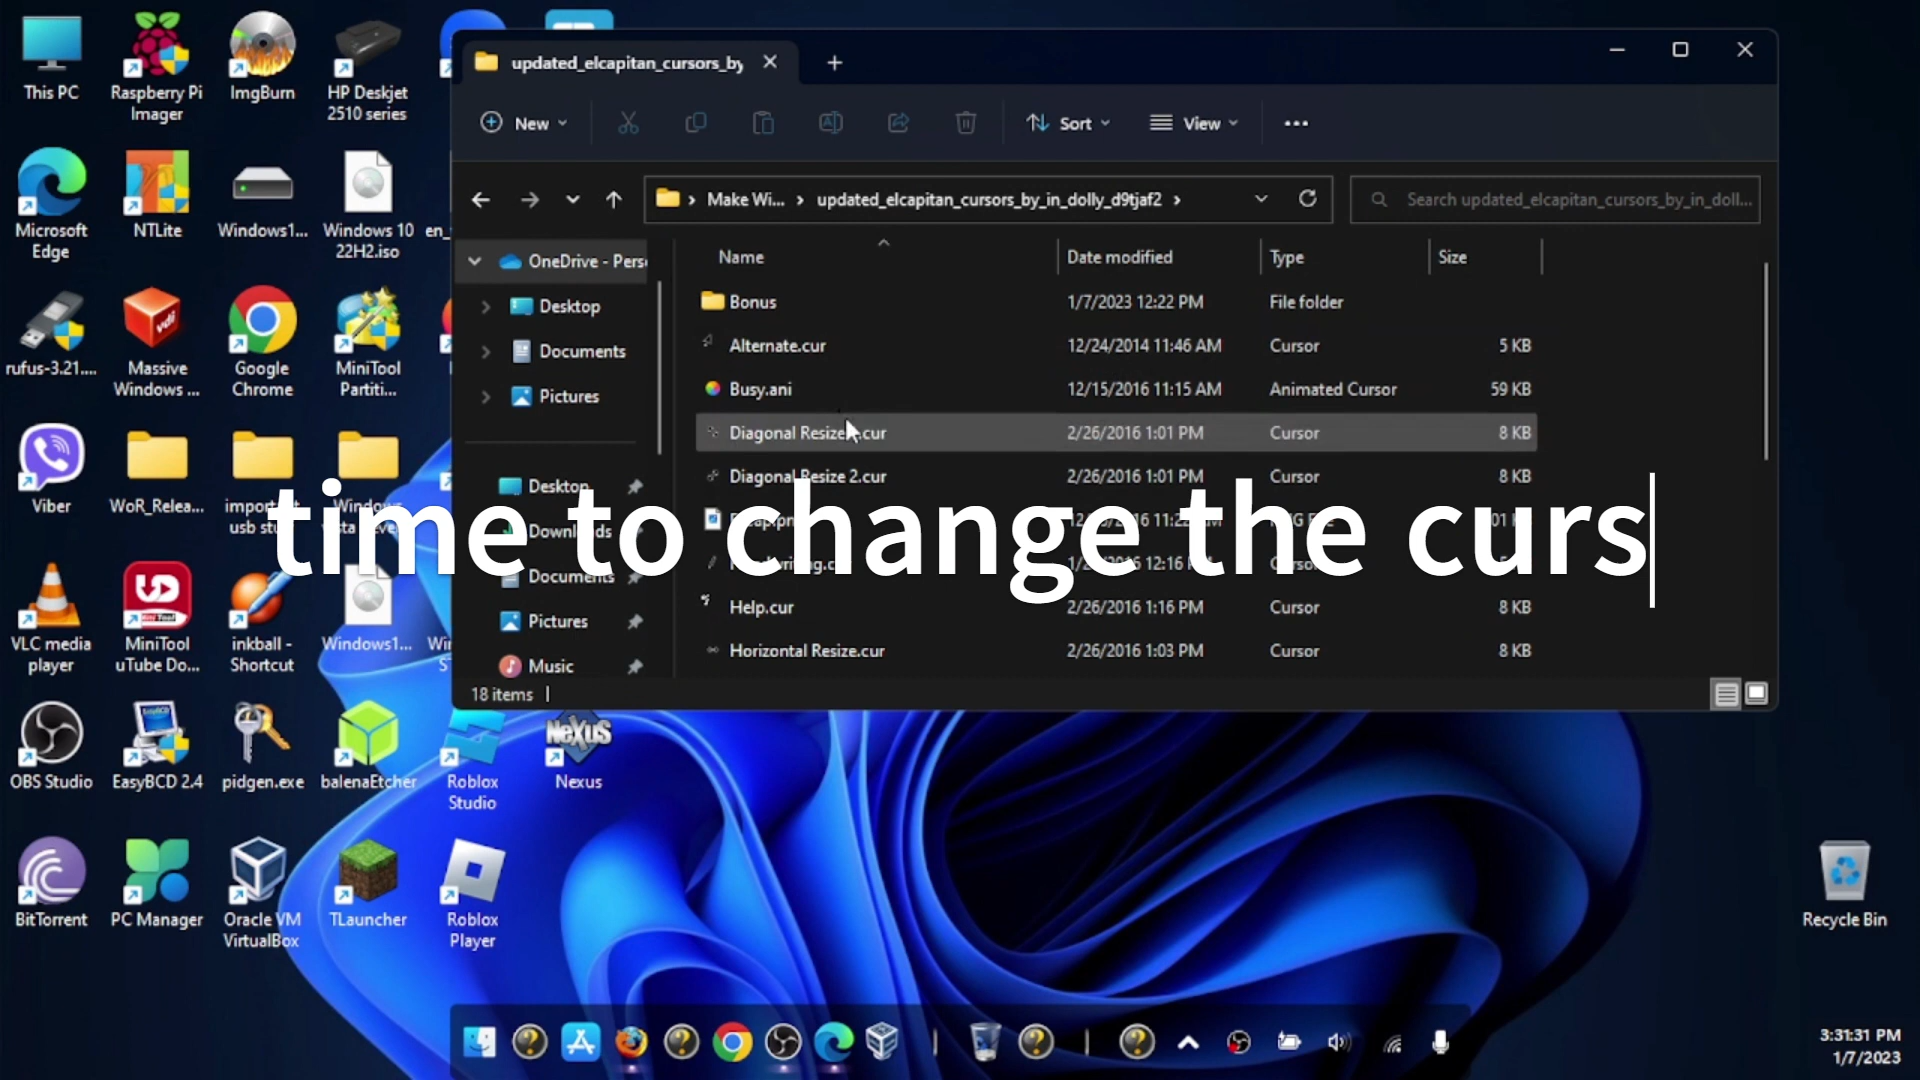 This PC
Raspberry Pi
Imager
ImgBurn
HP Deskjet
2510 series
Microsoft
Edge
NTLite
Windows1...
Windows 10
22H2.iso
en_
rufus-3.21....
Massive
Windows ...
Google
Chrome
MiniTool
Partiti...
Viber
WoR_Relea...
usb
VLC media
player
MiniTool
uTube Do...
inkball -
Shortcut
Windows1...
OBS Studio
EasyBCD 2.4
pidgen.exe
balenaEtcher
Roblox
Studio
NeXuS
Nexus
BitTorrent
PC Manager
Oracle VM
VirtualBox
TLauncher
Roblox
Player
Recycle Bin
updated_elcapitan_cursors_by
New
Sort
View
Make Wi...
updated_elcapitan_cursors_by_in_dolly_d9tjaf2
Search updated_elcapitan_cursors_by_in_doll...
OneDrive - Pers
Desktop
Documents
Pictures
Desktop
Downloads
Documents
Pictures
Music
Name Date modified Type Size
Bonus 1/7/2023 12:22 PM File folder
Alternate.cur 12/24/2014 11:46 AM Cursor 5 KB
Busy.ani 12/15/2016 11:15 AM Animated Cursor 59 KB
Diagonal Resize .cur 2/26/2016 1:01 PM Cursor 8 KB
Diagonal Resize 2.cur 2/26/2016 1:01 PM Cursor 8 KB
Help.cur 2/26/2016 1:16 PM Cursor 8 KB
Horizontal Resize.cur 2/26/2016 1:03 PM Cursor 8 KB
18 items
time to change the curs
3:31:31 PM
1/7/2023